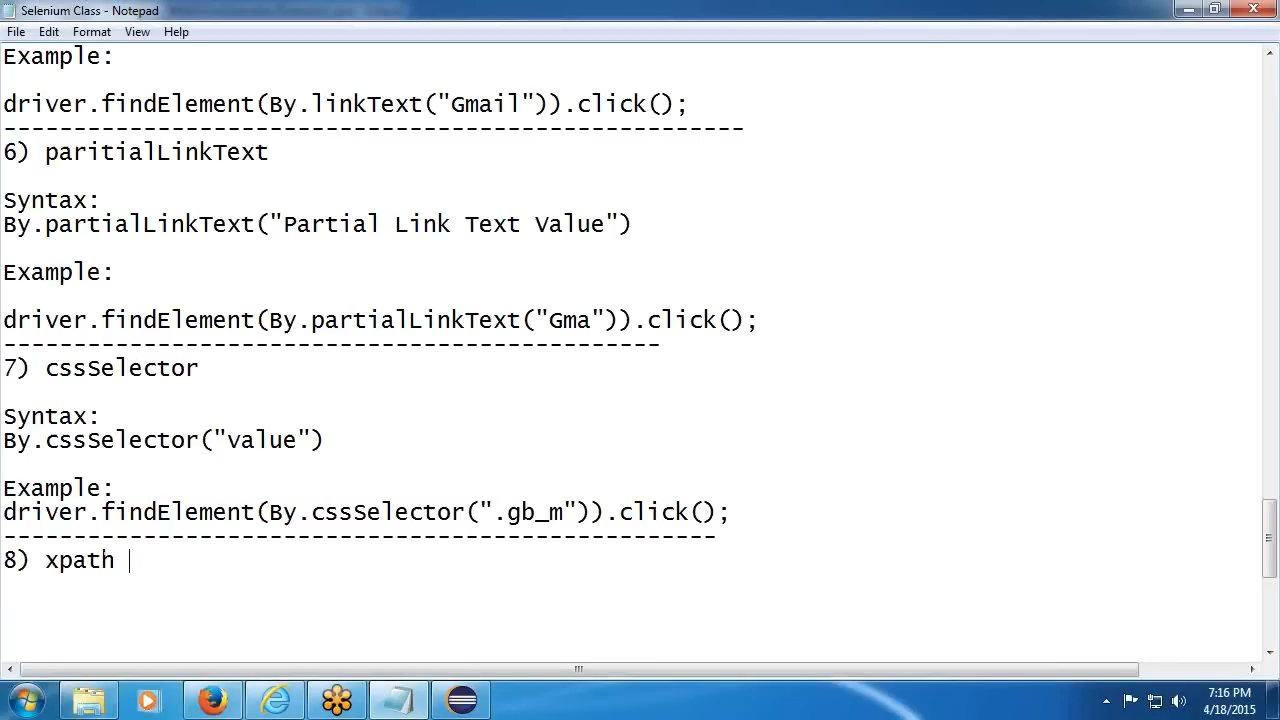 Selenium Class - Notepad
File Edit Format View Help
Example:
driver.findElement(By.linkText("Gmail")).click();
-----------------------------------------------------
6) paritialLinkText
Syntax:
By.partialLinkText("Partial Link Text Value")
Example:
driver.findElement(By.partialLinkText("Gma")).click();
-----------------------------------------------
7) cssSelector
Syntax:
By.cssSelector("value")
Example:
driver.findElement(By.cssSelector(".gb_m")).click();
---------------------------------------------------
8) xpath
7:16 PM
4/18/2015